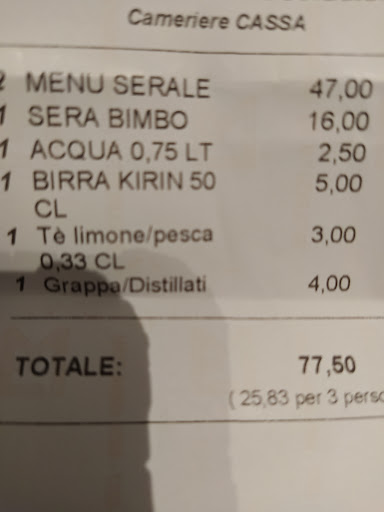 Cameriere CASSA
2 MENU SERALE 47,00
1 SERA BIMBO 16,00
1 ACQUA 0,75 LT 2,50
1 BIRRA KIRIN 50 5,00
CL
1 Tè limone/pesca 3,00
0,33 CL
1 Grappa/Distillati 4,00
TOTALE: 77,50
( 25,83 per 3 perso